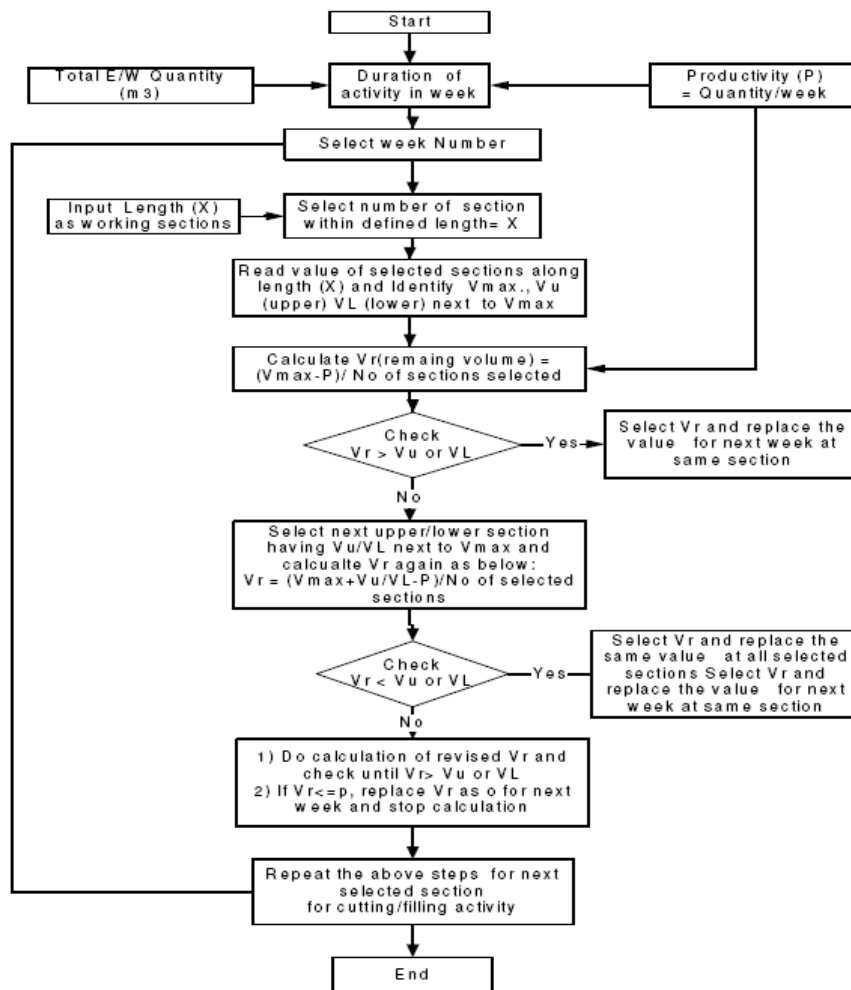 Start
Total E/W Quantity
(m3)
Duration of
activity in week
Productivity (P)
= Quantity/week
Select week Number
Input Length (X)
as working sections
Select number of section
within defined length= X
Read value of selected sections along
length (X) and Identify Vmax., Vu
(upper) VL (lower) next to Vmax
Calculate Vr(remaing volume) =
(Vmax-P)/ No of sections selected
Check
Vr > Vu or VL
Yes
Select Vr and replace the
value for next week at
same section
No
Select next upper/lower section
having Vu/VL next to Vmax and
calcualte Vr again as below:
Vr = (Vmax+Vu/VL-P)/No of selected
sections
Check
Vr < Vu or VL
Yes
Select Vr and replace the
same value at all selected
sections Select Vr and
replace the value for next
week at same section
No
1) Do calculation of revised Vr and
check until Vr> Vu or VL
2) If Vr<=p, replace Vr as o for next
week and stop calculation
Repeat the above steps for next
selected section
for cutting/filling activity
End